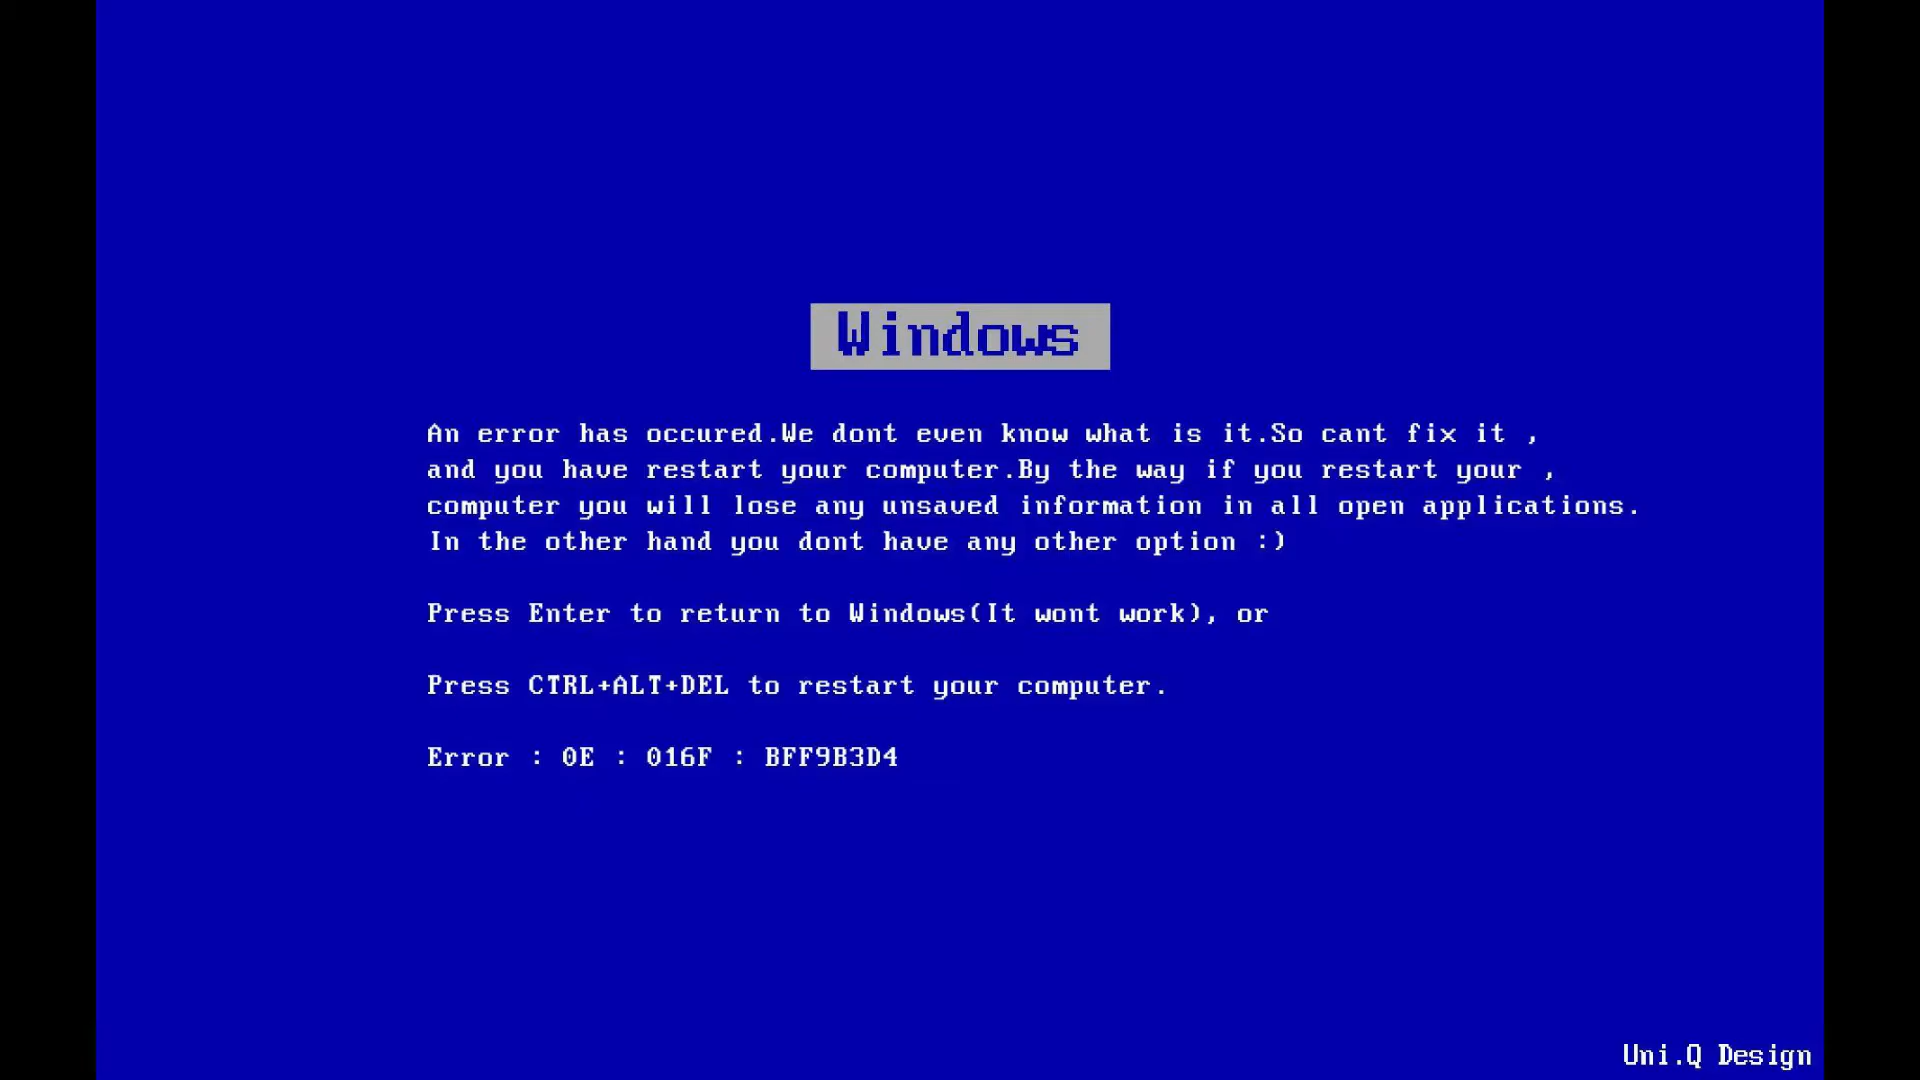 Windows
An error has occured.We dont even know what is it.So cant fix it ,
and you have restart your computer.By the way if you restart your ,
computer you will lose any unsaved information in all open applications.
In the other hand you dont have any other option :)
Press Enter to return to Windows(It wont work), or
Press CTRL+ALT+DEL to restart your computer.
Error : 0E : 016F : BFF9B3D4
Uni.Q Design